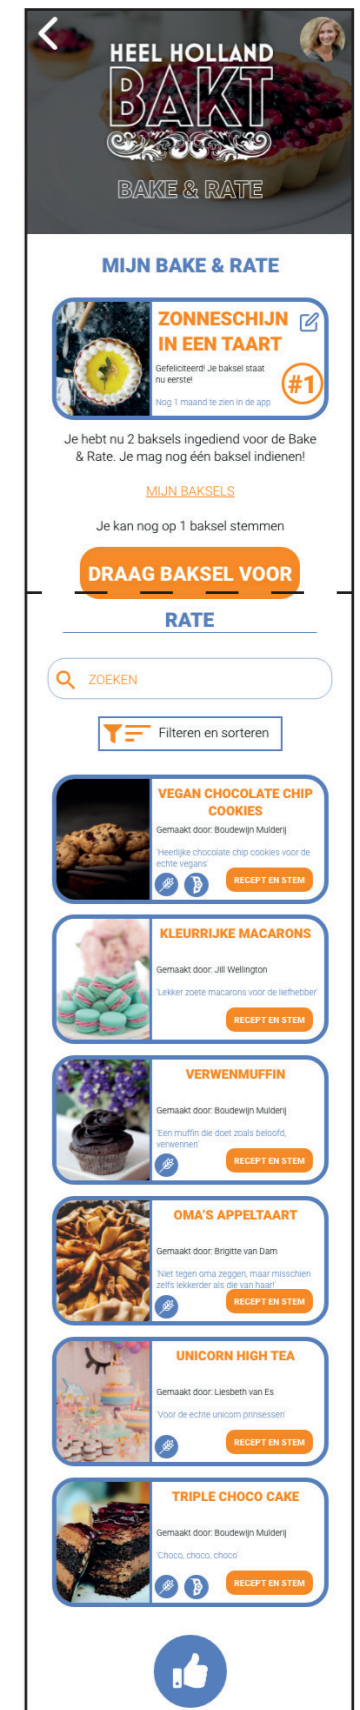 HEEL HOLLAND
BAKT
BAKE & RATE
MIJN BAKE & RATE
ZONNESCHIJN
IN EEN TAART
Gefeliciteerd! Je baksel staat
nu eerste!
#1
Nog 1 maand te zien in de app
Je hebt nu 2 baksels ingediend voor de Bake
& Rate. Je mag nog één baksel indienen!
MIJN BAKSELS
Je kan nog op 1 baksel stemmen
DRAAG BAKSEL VOOR
RATE
ZOEKEN
Filteren en sorteren
VEGAN CHOCOLATE CHIP
COOKIES
Gemaakt door: Boudewijn Mulderij
'Heerlijke chocolate chip cookies voor de
echte vegans'
RECEPT EN STEM
KLEURRIJKE MACARONS
Gemaakt door: Jill Wellington
'Lekker zoete macarons voor de liefhebber'
RECEPT EN STEM
VERWENMUFFIN
Gemaakt door: Boudewijn Mulderij
'Een muffin die doet zoals beloofd,
verwennen'
RECEPT EN STEM
OMA'S APPELTAART
Gemaakt door: Brigitte van Dam
'Niet tegen oma zeggen, maar misschien
zelfs lekkerder als die van haar!'
RECEPT EN STEM
UNICORN HIGH TEA
Gemaakt door: Liesbeth van Es
'Voor de echte unicorn prinsessen'
RECEPT EN STEM
TRIPLE CHOCO CAKE
Gemaakt door: Boudewijn Mulderij
'Choco, choco, choco'
RECEPT EN STEM